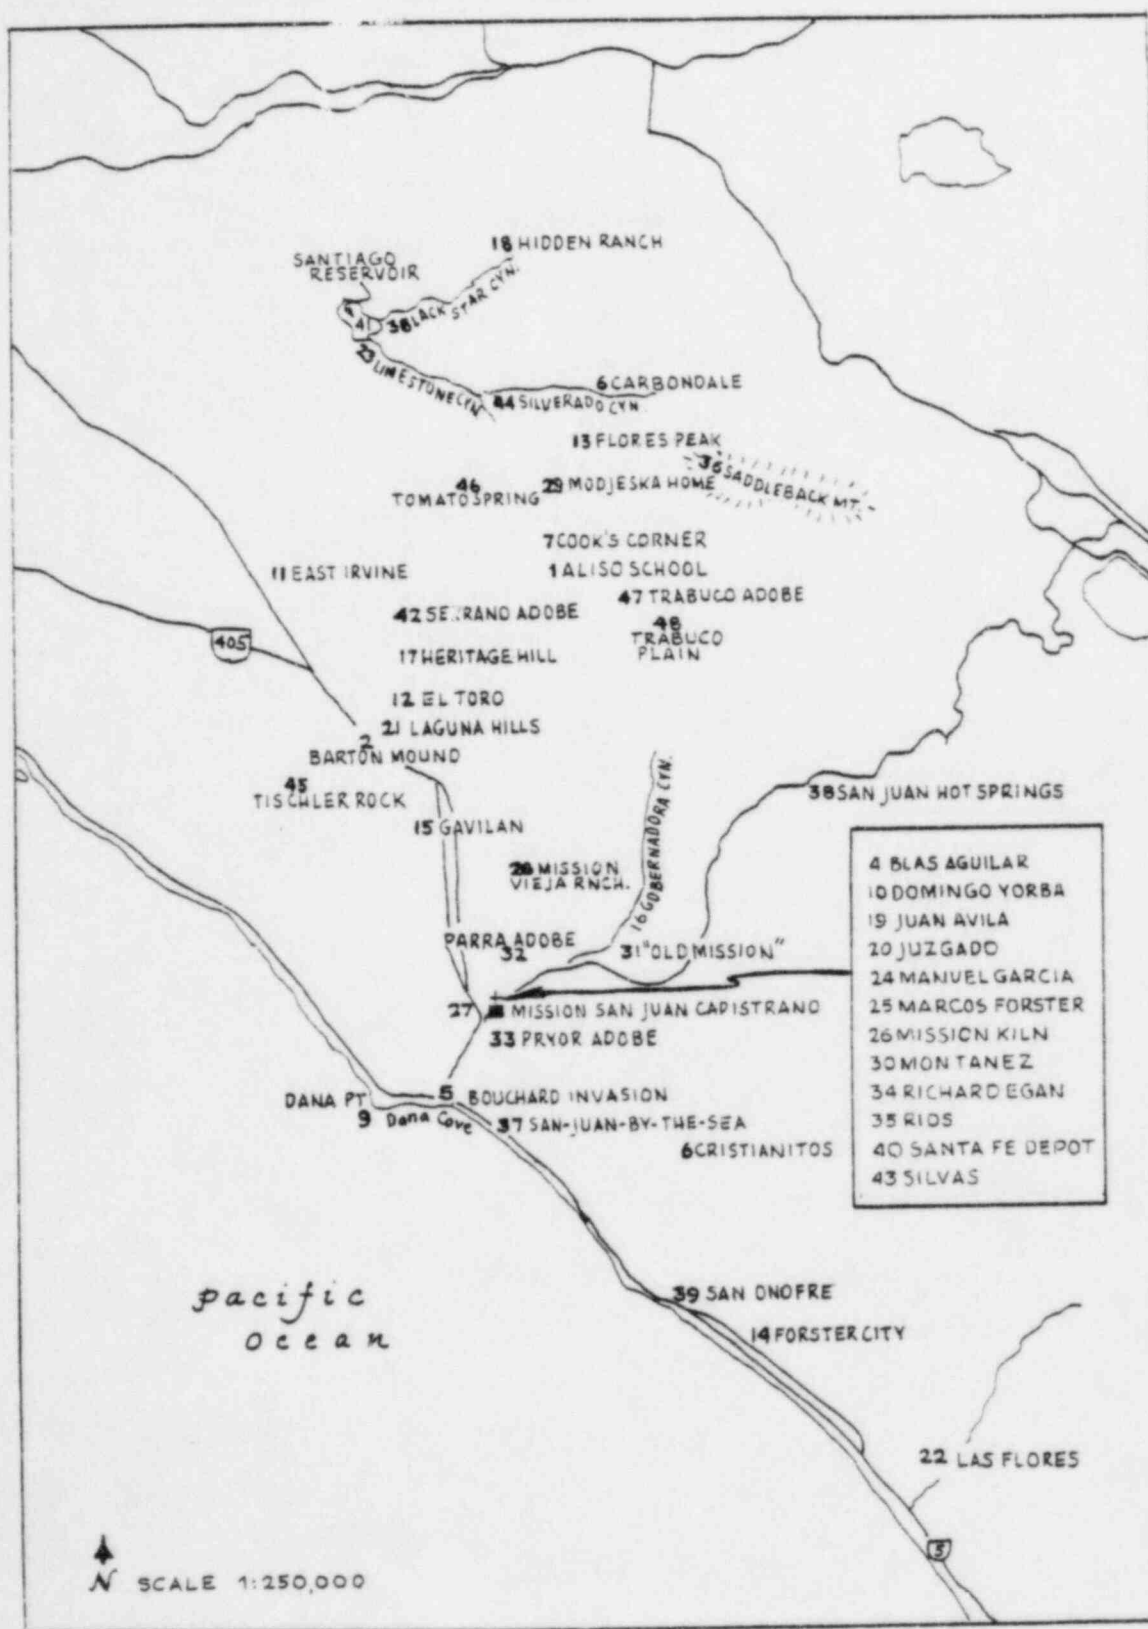 18 HIDDEN RANCH
SANTIAGO
RESERVOIR
3 BLACK STAR CYN.
41
23 LIMESTONE CYN
6 CARBONDALE
44 SILVERADO CYN.
13 FLORES PEAK
36 SADDLEBACK MT.
46
TOMATO SPRING
29 MODJESKA HOME
7 COOK'S CORNER
11 EAST IRVINE
1 ALISO SCHOOL
47 TRABUCO ADOBE
42 SERRANO ADOBE
48
TRABUCO
PLAIN
405
17 HERITAGE HILL
12 EL TORO
21 LAGUNA HILLS
2
BARTON MOUND
45
TISCHLER ROCK
38 SAN JUAN HOT SPRINGS
15 GAVILAN
16 GOBERNADORA CYN.
28 MISSION
VIEJA RNCH.
PARRA ADOBE
32
31 "OLD MISSION"
27 MISSION SAN JUAN CAPISTRANO
33 PRYOR ADOBE
4 BLAS AGUILAR
10 DOMINGO YORBA
19 JUAN AVILA
20 JUZGADO
24 MANUEL GARCIA
25 MARCOS FORSTER
26 MISSION KILN
30 MONTANEZ
34 RICHARD EGAN
35 RIOS
40 SANTA FE DEPOT
43 SILVAS
DANA PT
5 BOUCHARD INVASION
9 Dana Cove
37 SAN-JUAN-BY-THE-SEA
6 CRISTIANITOS
Pacific
Ocean
39 SAN ONOFRE
14 FORSTER CITY
22 LAS FLORES
5
N SCALE 1:250,000